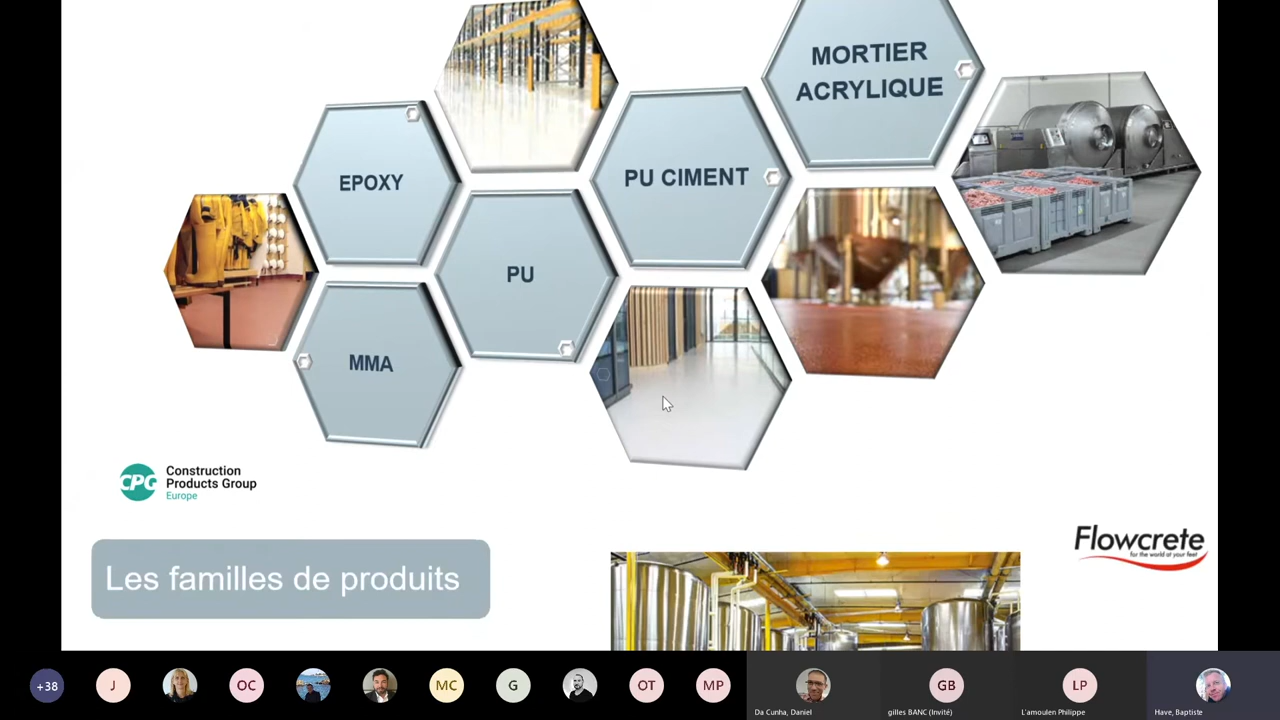 MORTIER
ACRYLIQUE
EPOXY
PU CIMENT
PU
MMA
CPG
Construction
Products Group
Europe
Flowcrete
for the world at your feet
Les familles de produits
+38
J
OC
MC
G
OT
MP
GB
LP
Da Cunha, Daniel
gilles BANC (Invité)
L'amoulen Philippe
Have, Baptiste